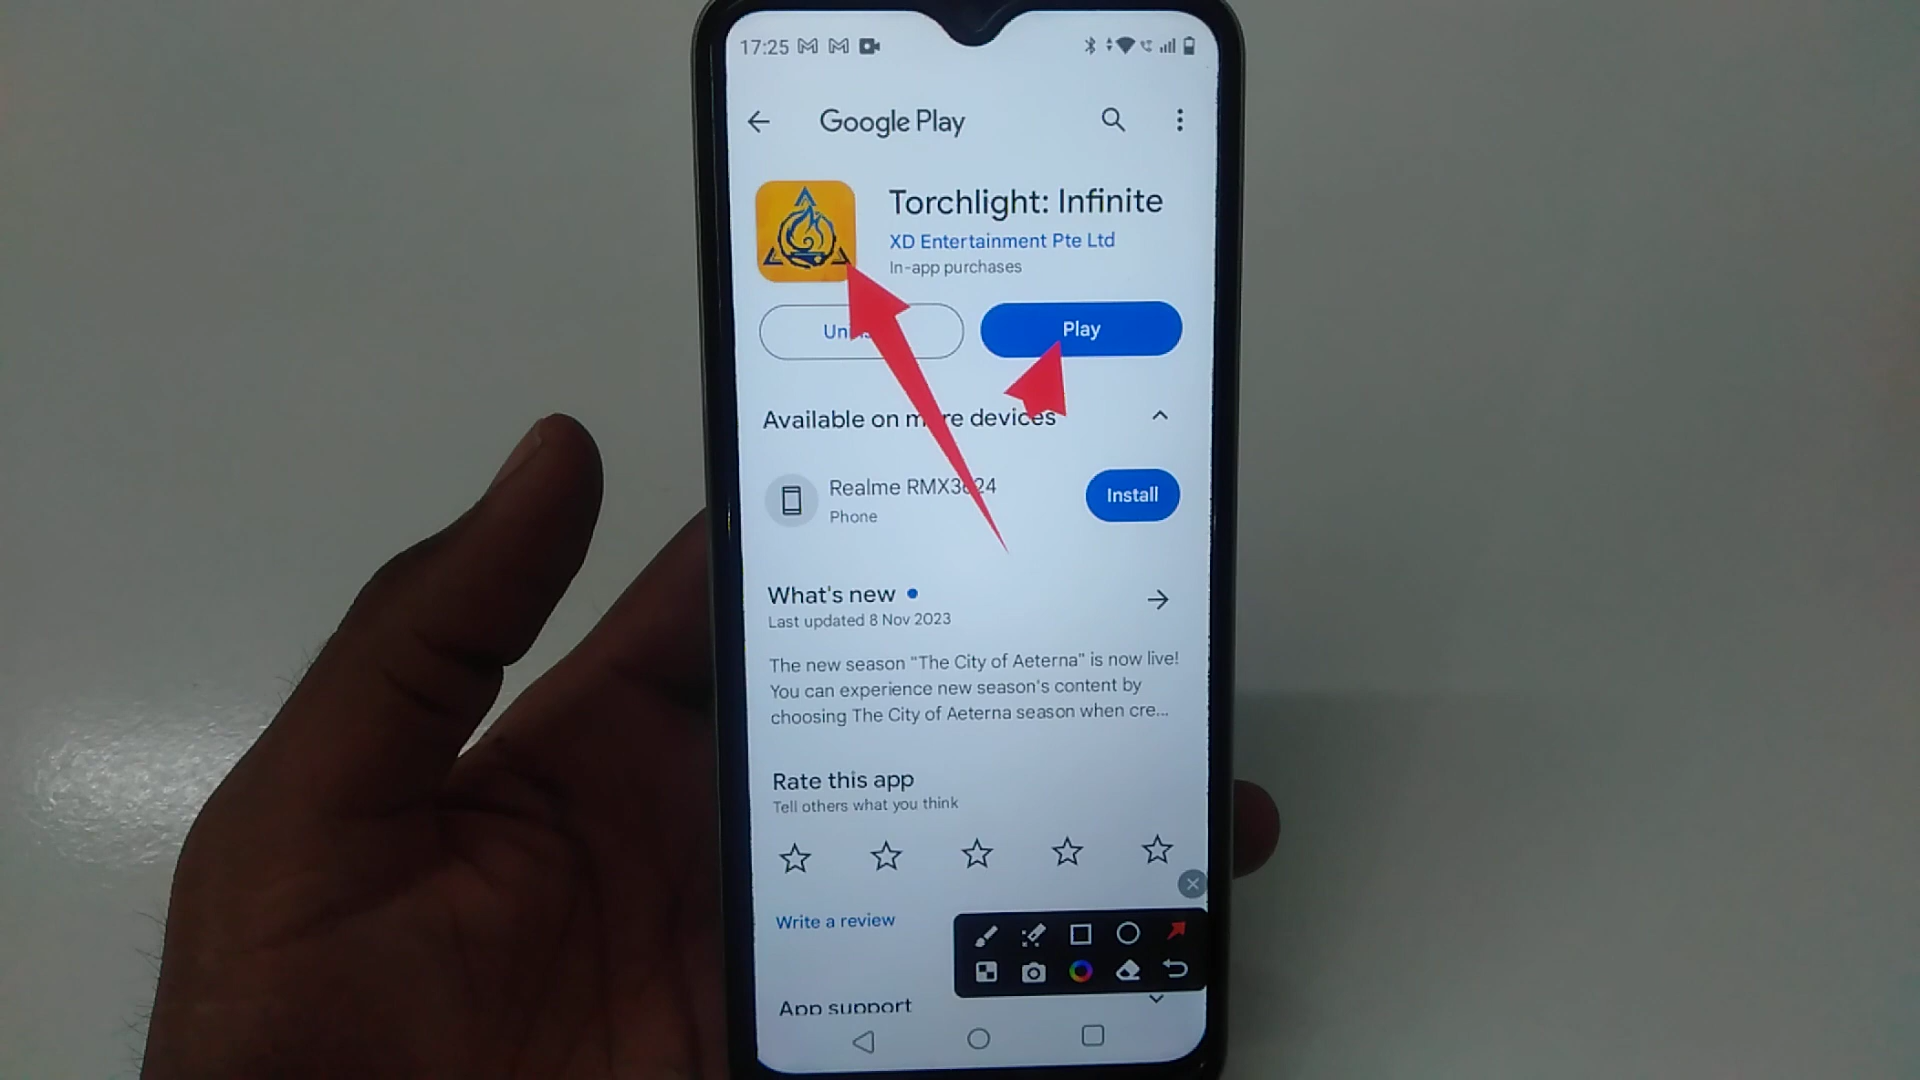 17:25
Google Play
Torchlight: Infinite
XD Entertainment Pte Ltd
In-app purchases
Play
Available on more devices
Realme RMX3624
Phone
Install
What's new
Last updated 8 Nov 2023
The new season "The City of Aeterna" is now live!
You can experience new season's content by
choosing The City of Aeterna season when cre...
Rate this app
Tell others what you think
Write a review
App support